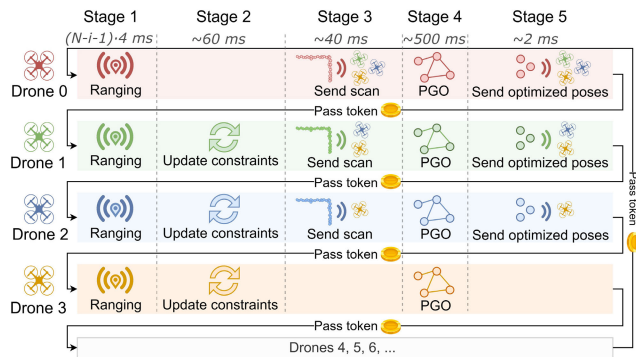 Stage 1 Stage 2 Stage 3 Stage 4 Stage 5
(N-i-1)·4 ms ~60 ms ~40 ms ~500 ms ~2 ms
Drone 0 Ranging Send scan PGO Send optimized poses
Pass token
Drone 1 Ranging Update constraints Send scan PGO Send optimized poses
Pass token
Drone 2 Ranging Update constraints Send scan PGO Send optimized poses
Pass token
Drone 3 Ranging Update constraints PGO
Pass token
Drones 4, 5, 6, ...
Pass token